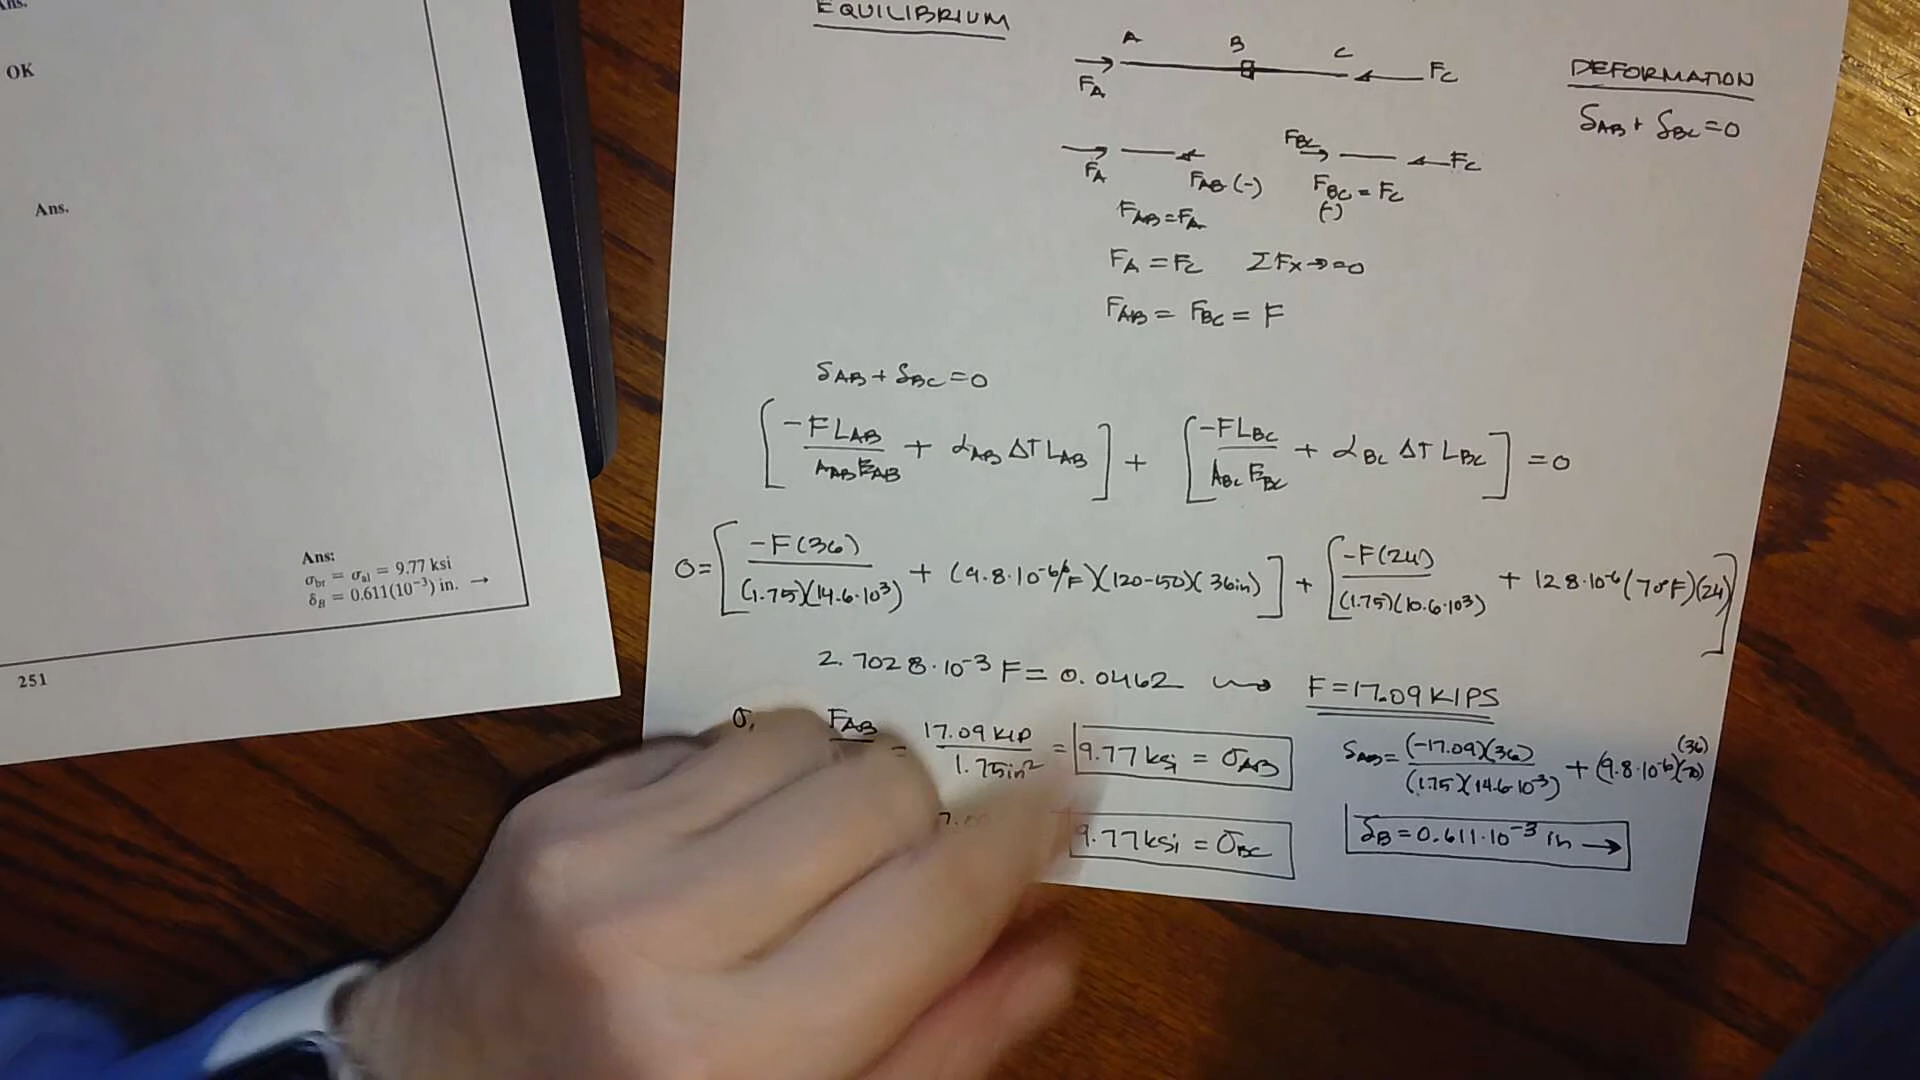 Ans.
OK
Ans.
Ans:
σbr = σal = 9.77 ksi
δB = 0.611(10⁻³) in. →
251
EQUILIBRIUM
A B C
FA FC
DEFORMATION
δAB + δBC = 0
FA FAB (-) FBC FC
FAB = FA
FBC = FC
(-)
FA = FC ΣFx → = 0
FAB = FBC = F
δAB + δBC = 0
[-F LAB / AAB EAB + αAB ΔT LAB] + [-F LBC / ABC EBC + αBC ΔT LBC] = 0
0 = [-F(36) / (1.75)(14.6·10³) + (9.8·10⁻⁶/°F)(120-50)(36in)] + [-F(24) / (1.75)(10.6·10³) + 12.8·10⁻⁶(70°F)(24)]
2.7028·10⁻³ F = 0.0462 → F = 17.09 KIPS
σ FAB = 17.09 KIP / 1.75in² = 9.77 ksi = σAB
9.77 ksi = σBC
δAB = (-17.09)(36) / (1.75)(14.6·10³) + (9.8·10⁻⁶)(70)(36)
δB = 0.611·10⁻³ in →